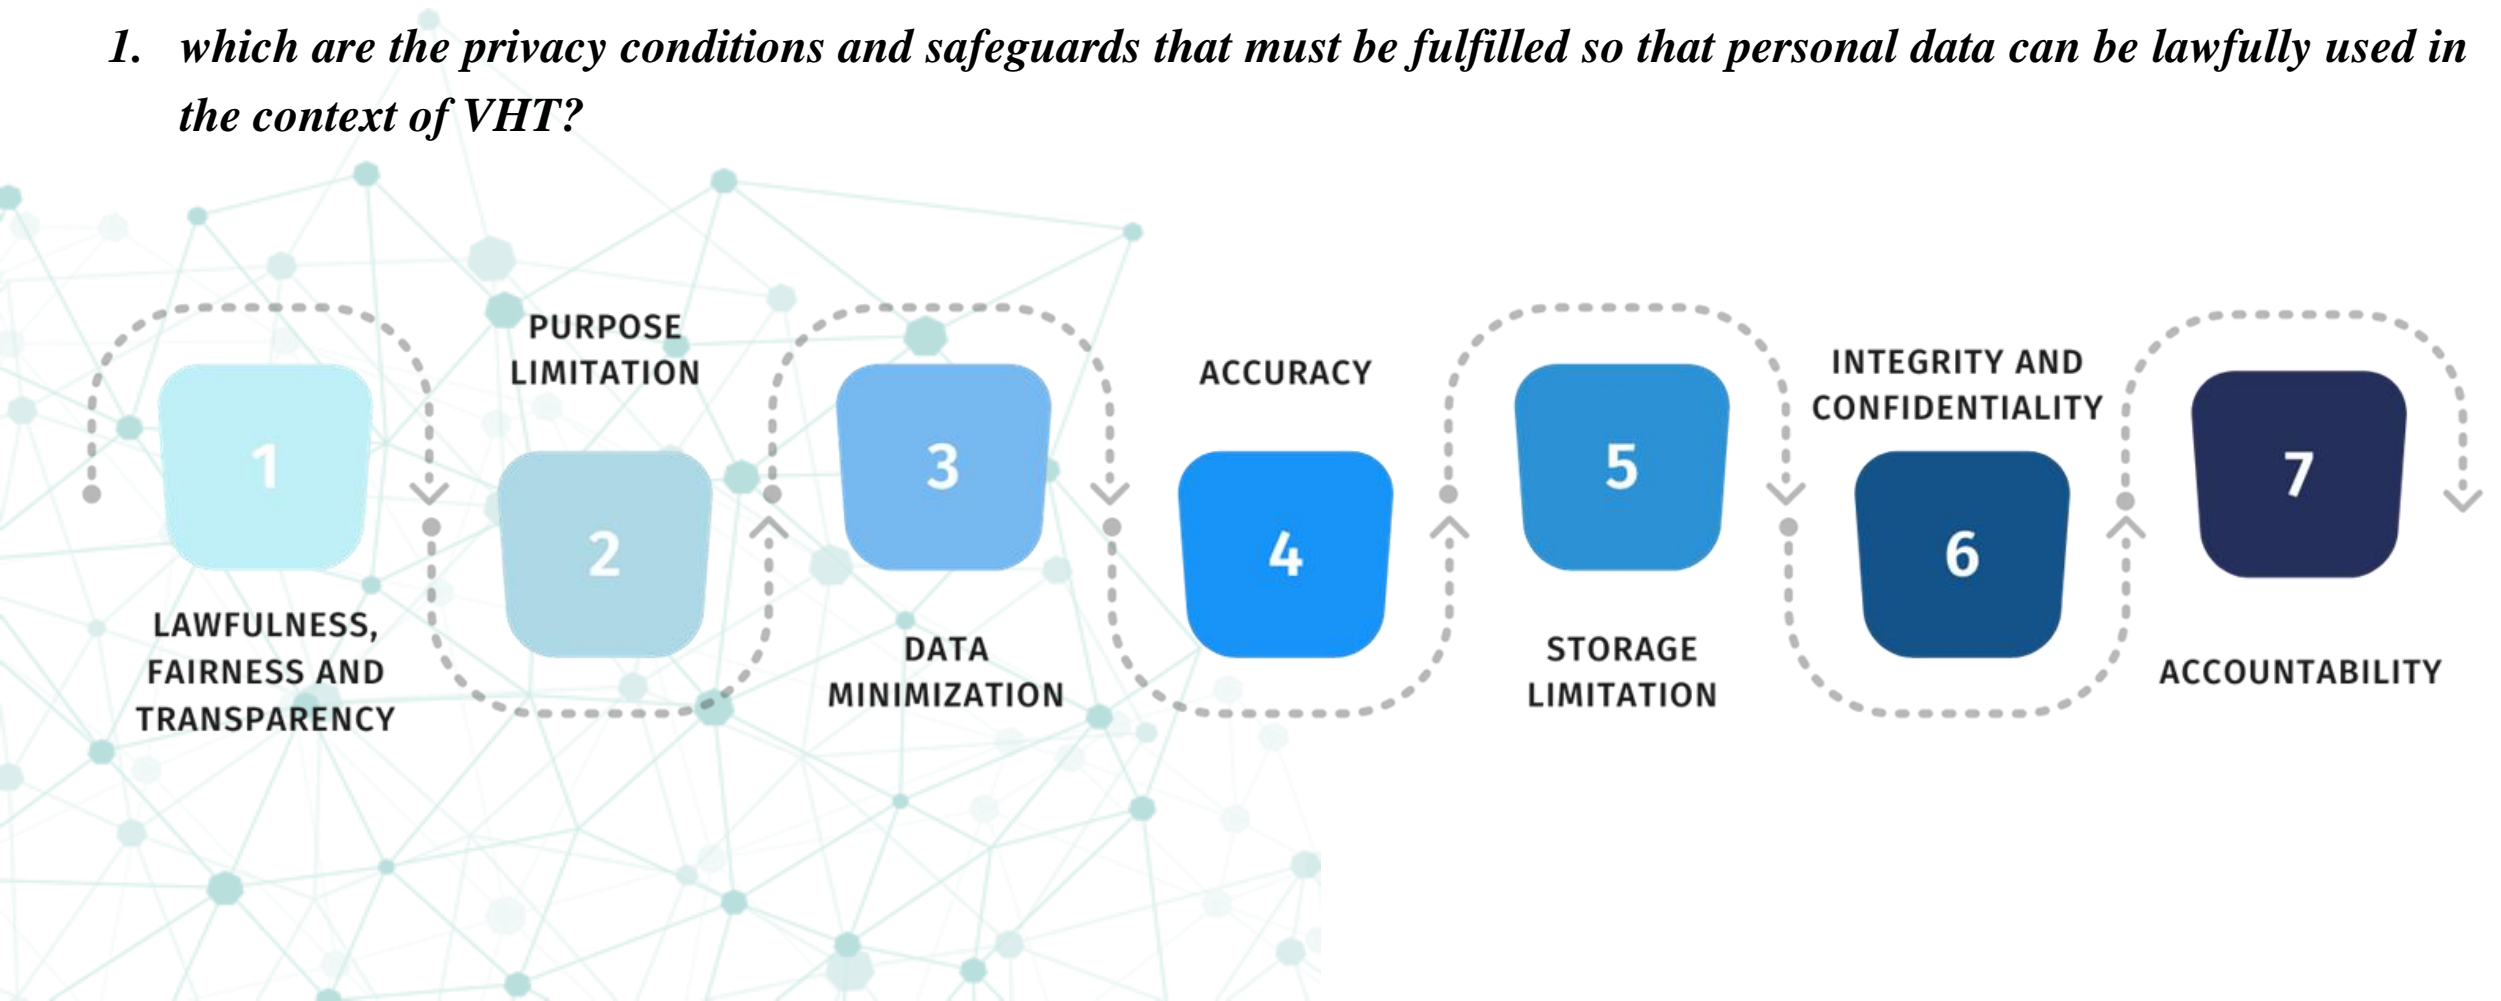 1. which are the privacy conditions and safeguards that must be fulfilled so that personal data can be lawfully used in
the context of VHT?
1
LAWFULNESS,
FAIRNESS AND
TRANSPARENCY
PURPOSE
LIMITATION
2
3
DATA
MINIMIZATION
ACCURACY
4
5
STORAGE
LIMITATION
INTEGRITY AND
CONFIDENTIALITY
6
7
ACCOUNTABILITY